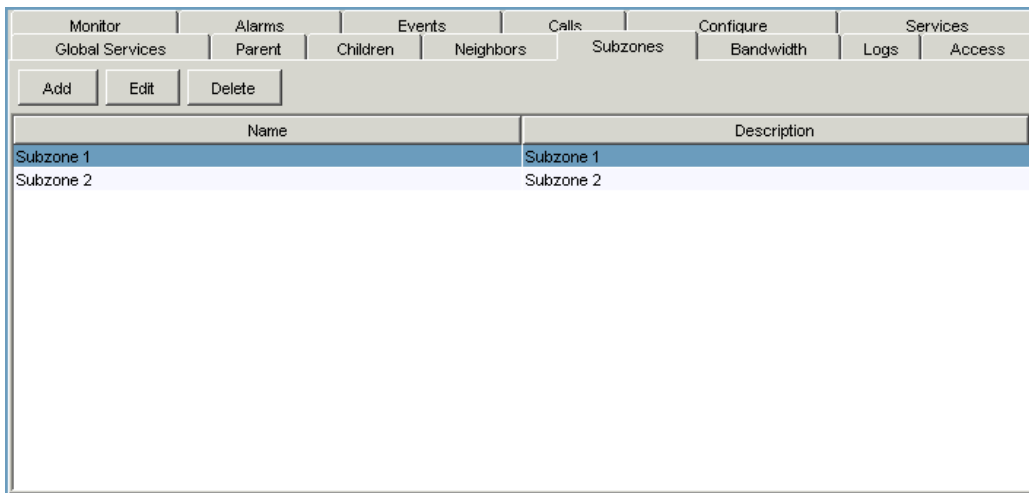 Monitor Alarms Events Calls Configure Services
Global Services Parent Children Neighbors Subzones Bandwidth Logs Access
Add Edit Delete
Name Description
Subzone 1 Subzone 1
Subzone 2 Subzone 2